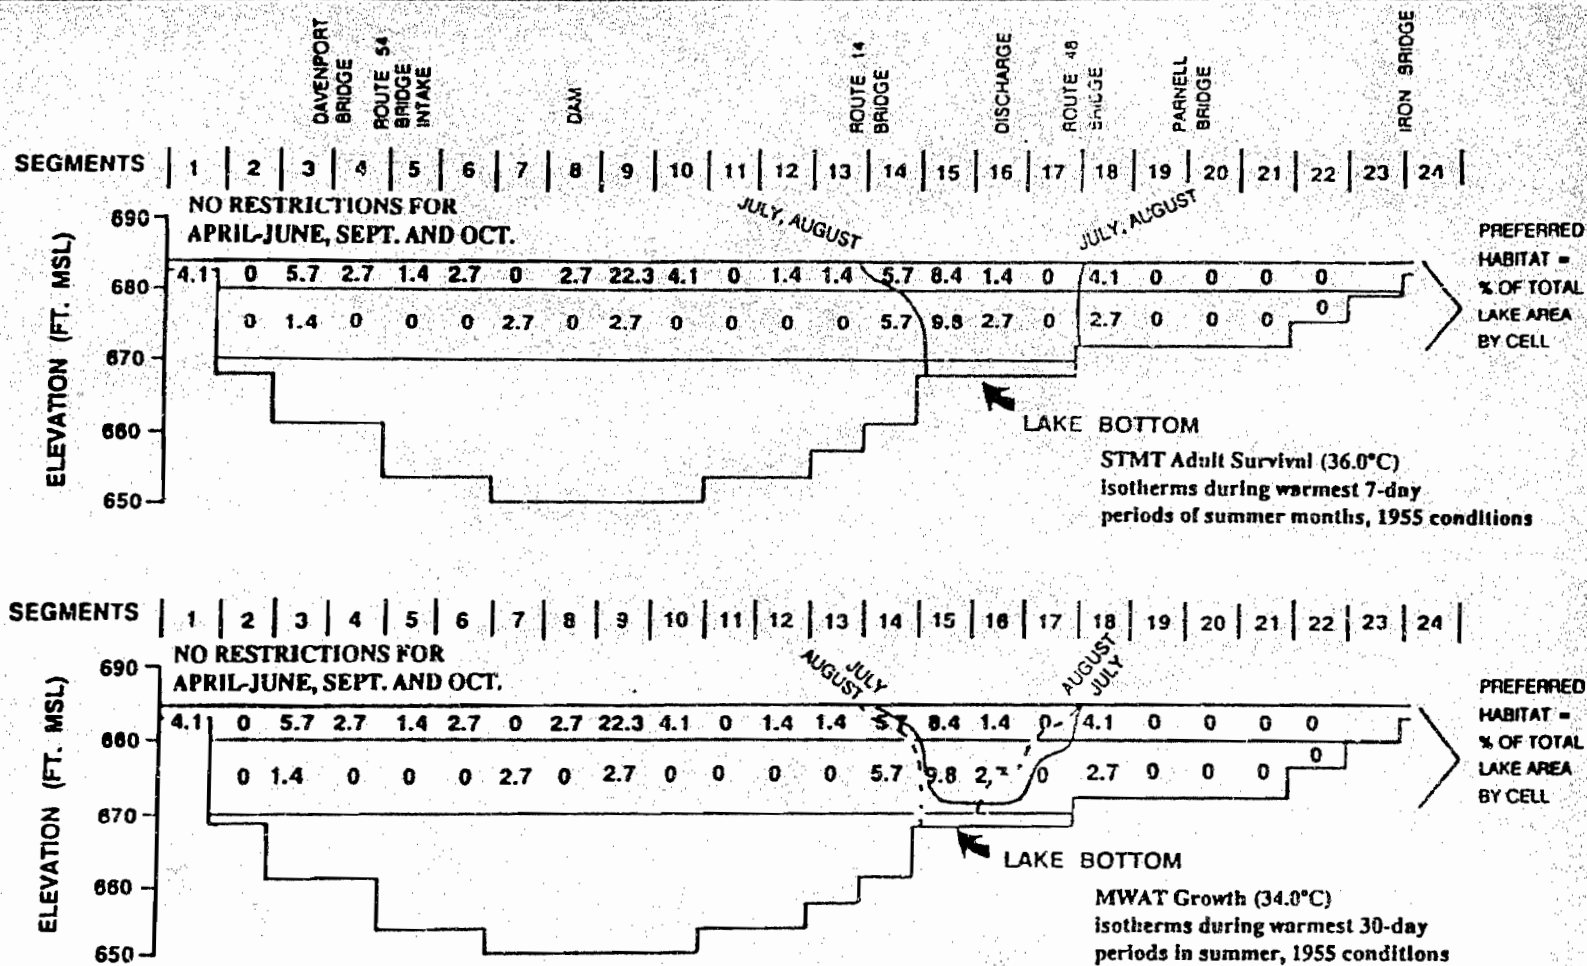 DAVENPORT BRIDGE
ROUTE 54 BRIDGE INTAKE
DAM
ROUTE 14 BRIDGE
DISCHARGE
ROUTE 48 BRIDGE
PARNELL BRIDGE
IRON BRIDGE
SEGMENTS 1 2 3 4 5 6 7 8 9 10 11 12 13 14 15 16 17 18 19 20 21 22 23 24
NO RESTRICTIONS FOR
APRIL-JUNE, SEPT. AND OCT.
JULY, AUGUST
JULY, AUGUST
ELEVATION (FT. MSL)
690
680
670
660
650
4.1 0 5.7 2.7 1.4 2.7 0 2.7 22.3 4.1 0 1.4 1.4 5.7 8.4 1.4 0 4.1 0 0 0 0
0 1.4 0 0 0 2.7 0 2.7 0 0 0 0 5.7 9.8 2.7 0 2.7 0 0 0 0
PREFERRED
HABITAT =
% OF TOTAL
LAKE AREA
BY CELL
LAKE BOTTOM
STMT Adult Survival (36.0°C)
isotherms during warmest 7-day
periods of summer months, 1955 conditions
SEGMENTS 1 2 3 4 5 6 7 8 9 10 11 12 13 14 15 16 17 18 19 20 21 22 23 24
NO RESTRICTIONS FOR
APRIL-JUNE, SEPT. AND OCT.
JULY
AUGUST
AUGUST
JULY
ELEVATION (FT. MSL)
690
680
670
660
650
4.1 0 5.7 2.7 1.4 2.7 0 2.7 22.3 4.1 0 1.4 1.4 5.7 8.4 1.4 0 4.1 0 0 0 0
0 1.4 0 0 0 2.7 0 2.7 0 0 0 0 5.7 9.8 0 2.7 0 0 0 0
PREFERRED
HABITAT =
% OF TOTAL
LAKE AREA
BY CELL
LAKE BOTTOM
MWAT Growth (34.0°C)
isotherms during warmest 30-day
periods in summer, 1955 conditions